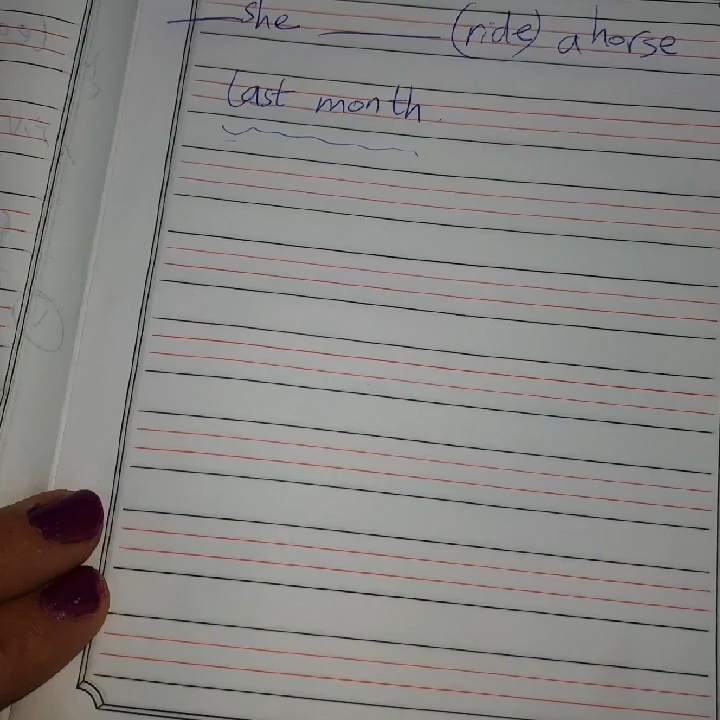 she ______ (ride) a horse
last month.